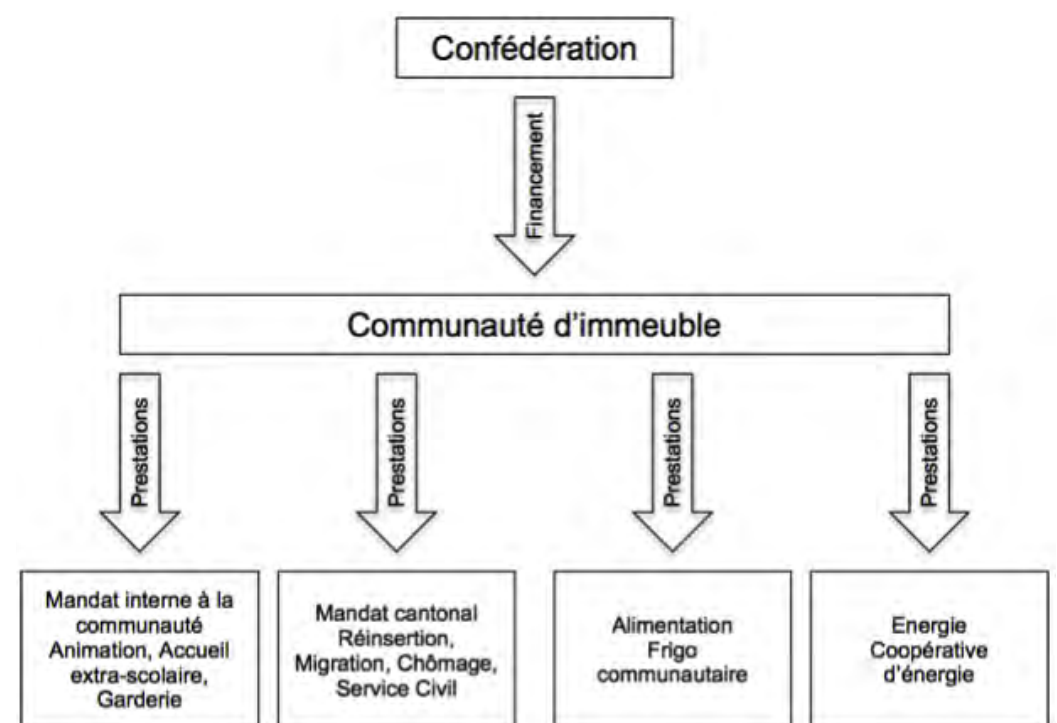 Confédération
Financement
Communauté d'immeuble
Prestations
Prestations
Prestations
Prestations
Mandat interne à la
communauté
Animation, Accueil
extra-scolaire,
Garderie
Mandat cantonal
Réinsertion,
Migration, Chômage,
Service Civil
Alimentation
Frigo
communautaire
Energie
Coopérative
d'énergie